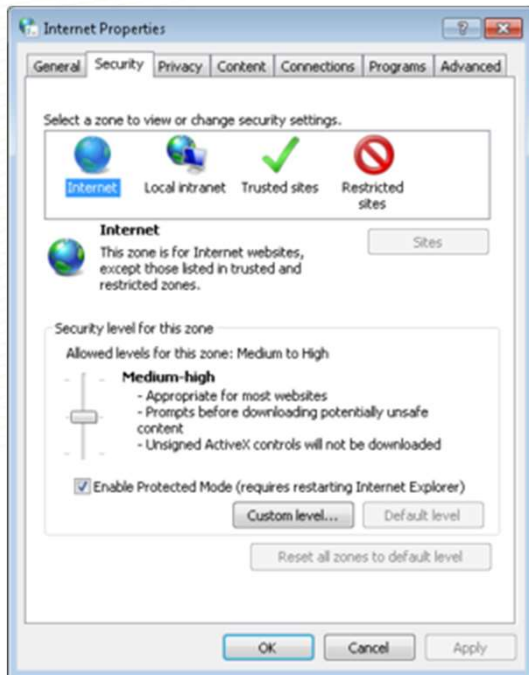 Internet Properties
General Security Privacy Content Connections Programs Advanced
Select a zone to view or change security settings.
Internet Local intranet Trusted sites Restricted
sites
Internet
Sites
This zone is for Internet websites,
except those listed in trusted and
restricted zones.
Security level for this zone
Allowed levels for this zone: Medium to High
Medium-high
- Appropriate for most websites
- Prompts before downloading potentially unsafe
content
- Unsigned ActiveX controls will not be downloaded
Enable Protected Mode (requires restarting Internet Explorer)
Custom level... Default level
Reset all zones to default level
OK Cancel Apply